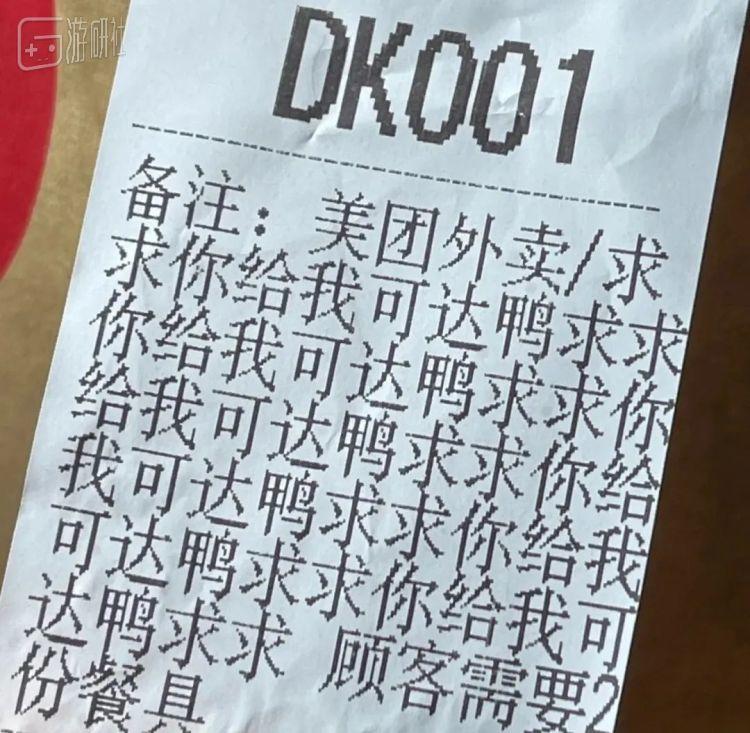 游研社
DK001
备注：美团外卖/求
求你给我可达鸭求求
你给我可达鸭求求你
给我可达鸭求求你给
我可达鸭求求你给我
可达鸭求求你给我可
达鸭求求 顾客需要2
份餐具